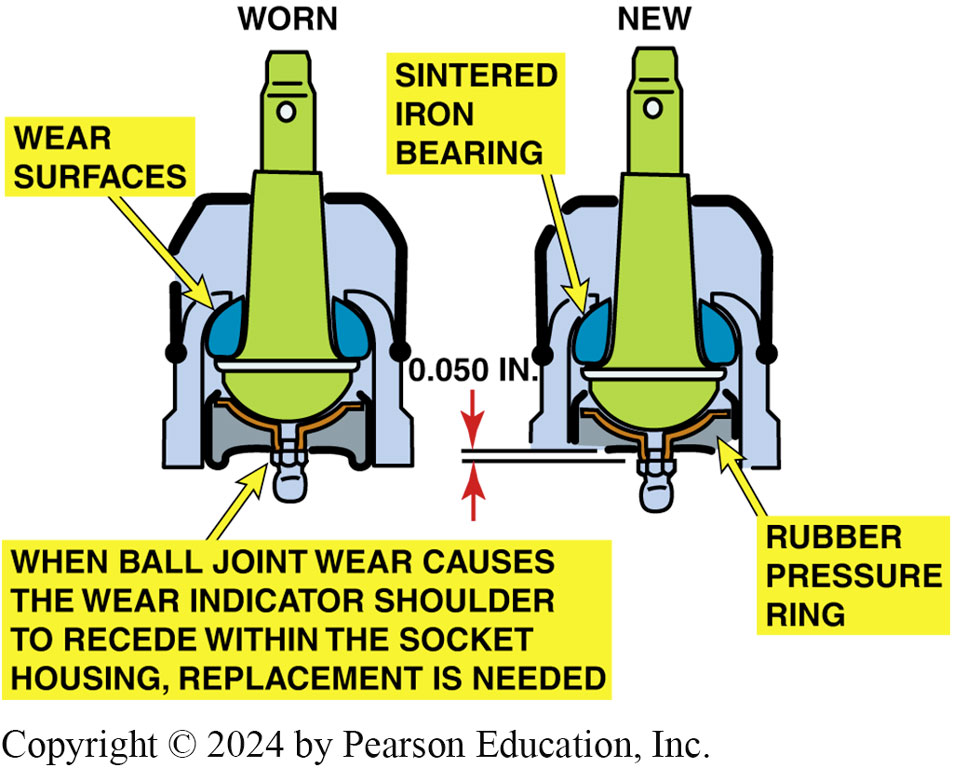 WORN
NEW
WEAR
SURFACES
SINTERED
IRON
BEARING
0.050 IN.
WHEN BALL JOINT WEAR CAUSES
THE WEAR INDICATOR SHOULDER
TO RECEDE WITHIN THE SOCKET
HOUSING, REPLACEMENT IS NEEDED
RUBBER
PRESSURE
RING
Copyright © 2024 by Pearson Education, Inc.